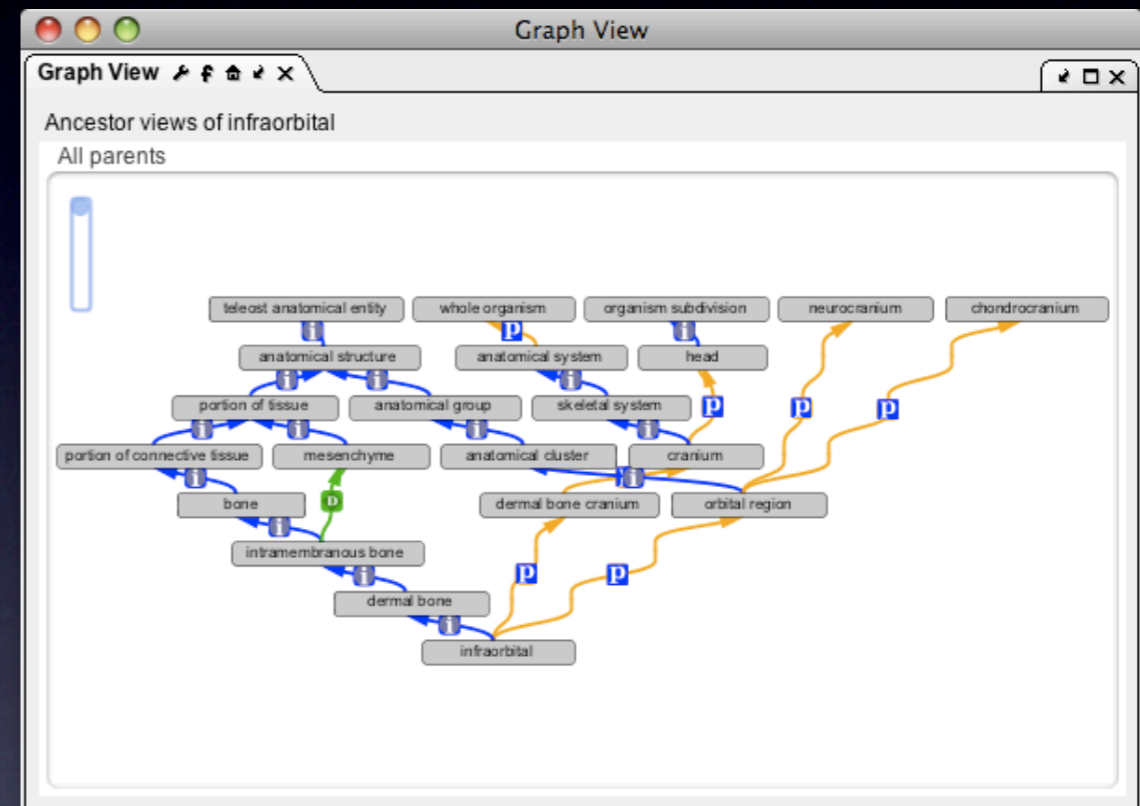 Graph View
Graph View
Ancestor views of infraorbital
All parents
teleost anatomical entity whole organism organism subdivision neurocranium chondrocranium
i p i
anatomical structure anatomical system head
i i i p p p
portion of tissue anatomical group skeletal system
i i i i
portion of connective tissue mesenchyme anatomical cluster cranium
i i
D
bone dermal bone cranium orbital region
i
intramembranous bone
i p p
dermal bone
i
infraorbital